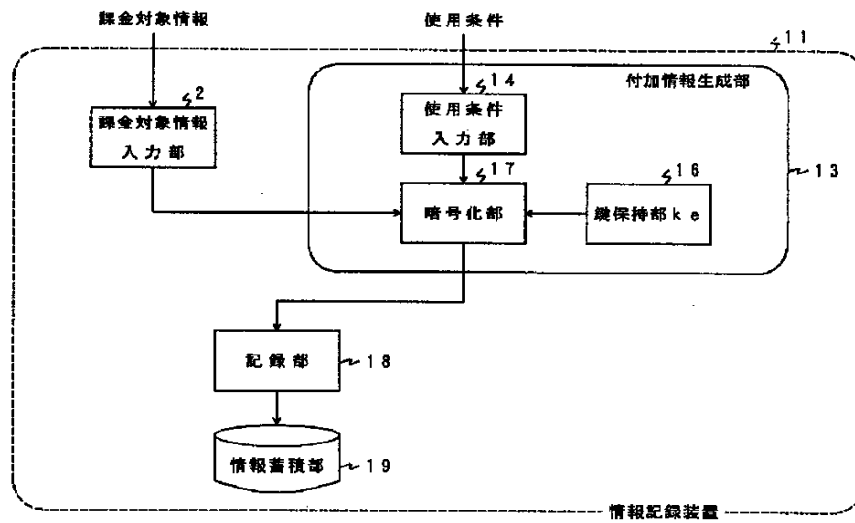 課金対象情報
使用条件
11
付加情報生成部
2
課金対象情報
入力部
14
使用条件
入力部
17
暗号化部
16
鍵保持部ke
13
記録部
18
情報蓄積部
19
情報記録装置